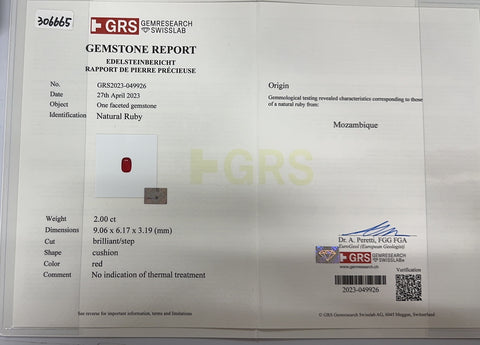 306665
GRS GEMRESEARCH SWISSLAB
GEMSTONE REPORT
EDELSTEINBERICHT
RAPPORT DE PIERRE PRÉCIEUSE
No. GRS2023-049926
Date 27th April 2023
Object One faceted gemstone
Identification Natural Ruby
Weight 2.00 ct
Dimensions 9.06 x 6.17 x 3.19 (mm)
Cut brilliant/step
Shape cushion
Color red
Comment No indication of thermal treatment
See reverse for important information, terms and limitations
GRS
Origin
Gemmological testing revealed characteristics corresponding to those
of a natural ruby from:
Mozambique
Dr. A. Peretti, FGG FGA
EuroGeol (European Geologist)
GRS GEMRESEARCH SWISSLAB
www.gemresearch.ch
Verification
2023-049926
© GRS Gemresearch Swisslab AG, 6045 Meggen, Switzerland